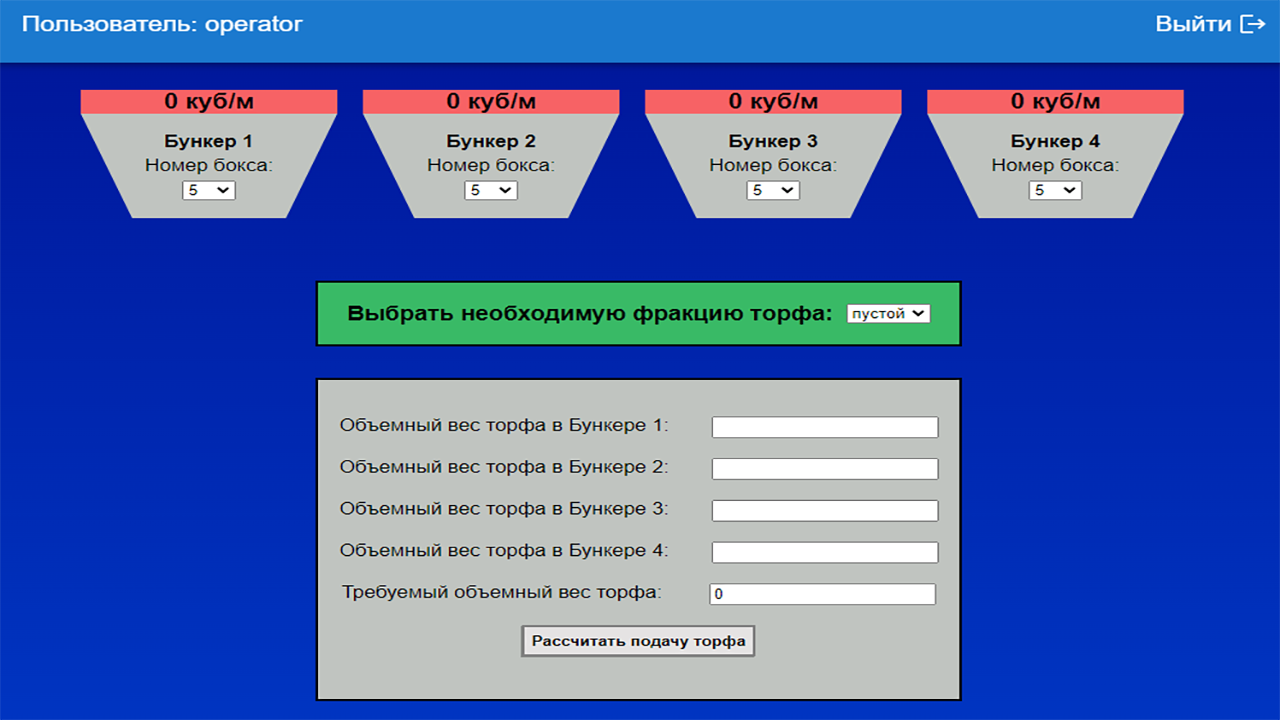 Пользователь: operator
Выйти
0 куб/м 0 куб/м 0 куб/м 0 куб/м
Бункер 1 Бункер 2 Бункер 3 Бункер 4
Номер бокса: Номер бокса: Номер бокса: Номер бокса:
5 5 5 5
Выбрать необходимую фракцию торфа: пустой
Объемный вес торфа в Бункере 1:
Объемный вес торфа в Бункере 2:
Объемный вес торфа в Бункере 3:
Объемный вес торфа в Бункере 4:
Требуемый объемный вес торфа: 0
Рассчитать подачу торфа